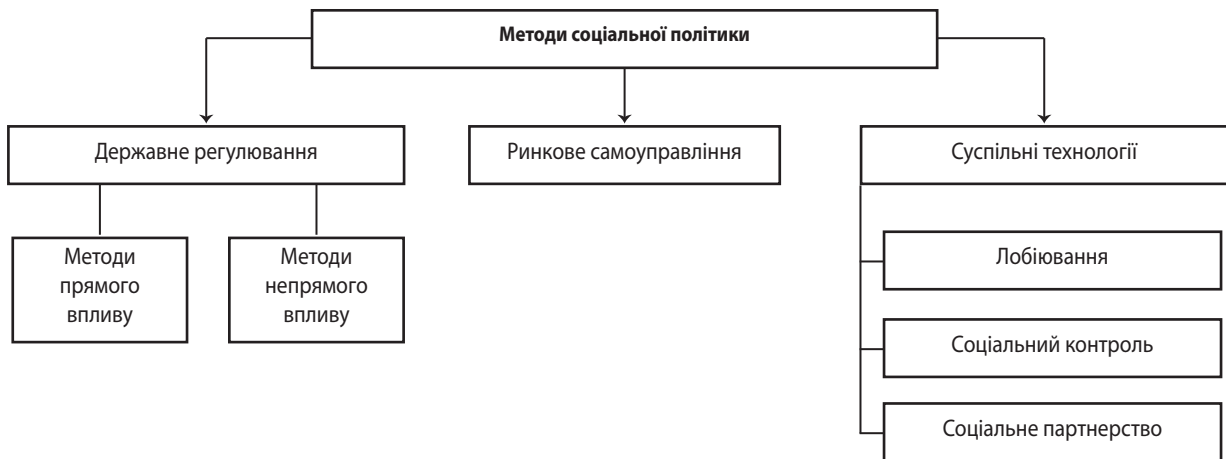 Методи соціальної політики
Державне регулювання
Ринкове самоуправління
Суспільні технології
Методи
прямого
впливу
Методи
непрямого
впливу
Лобіювання
Соціальний контроль
Соціальне партнерство